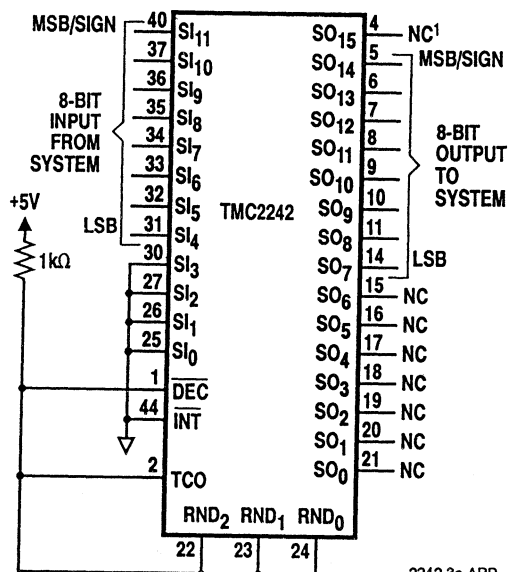 MSB/SIGN
40 SI11
37 SI10
36 SI9
35 SI8
34 SI7
33 SI6
32 SI5
LSB 31 SI4
30 SI3
27 SI2
26 SI1
25 SI0
1 DEC
44 INT
2 TCO
8-BIT
INPUT
FROM
SYSTEM
+5V
1kΩ
TMC2242
SO15 4 NC1
SO14 5 MSB/SIGN
SO13 6
SO12 7
SO11 8
SO10 9
SO9 10
SO8 11
SO7 14 LSB
SO6 15 NC
SO5 16 NC
SO4 17 NC
SO3 18 NC
SO2 19 NC
SO1 20 NC
SO0 21 NC
8-BIT
OUTPUT
TO
SYSTEM
RND2 RND1 RND0
22 23 24